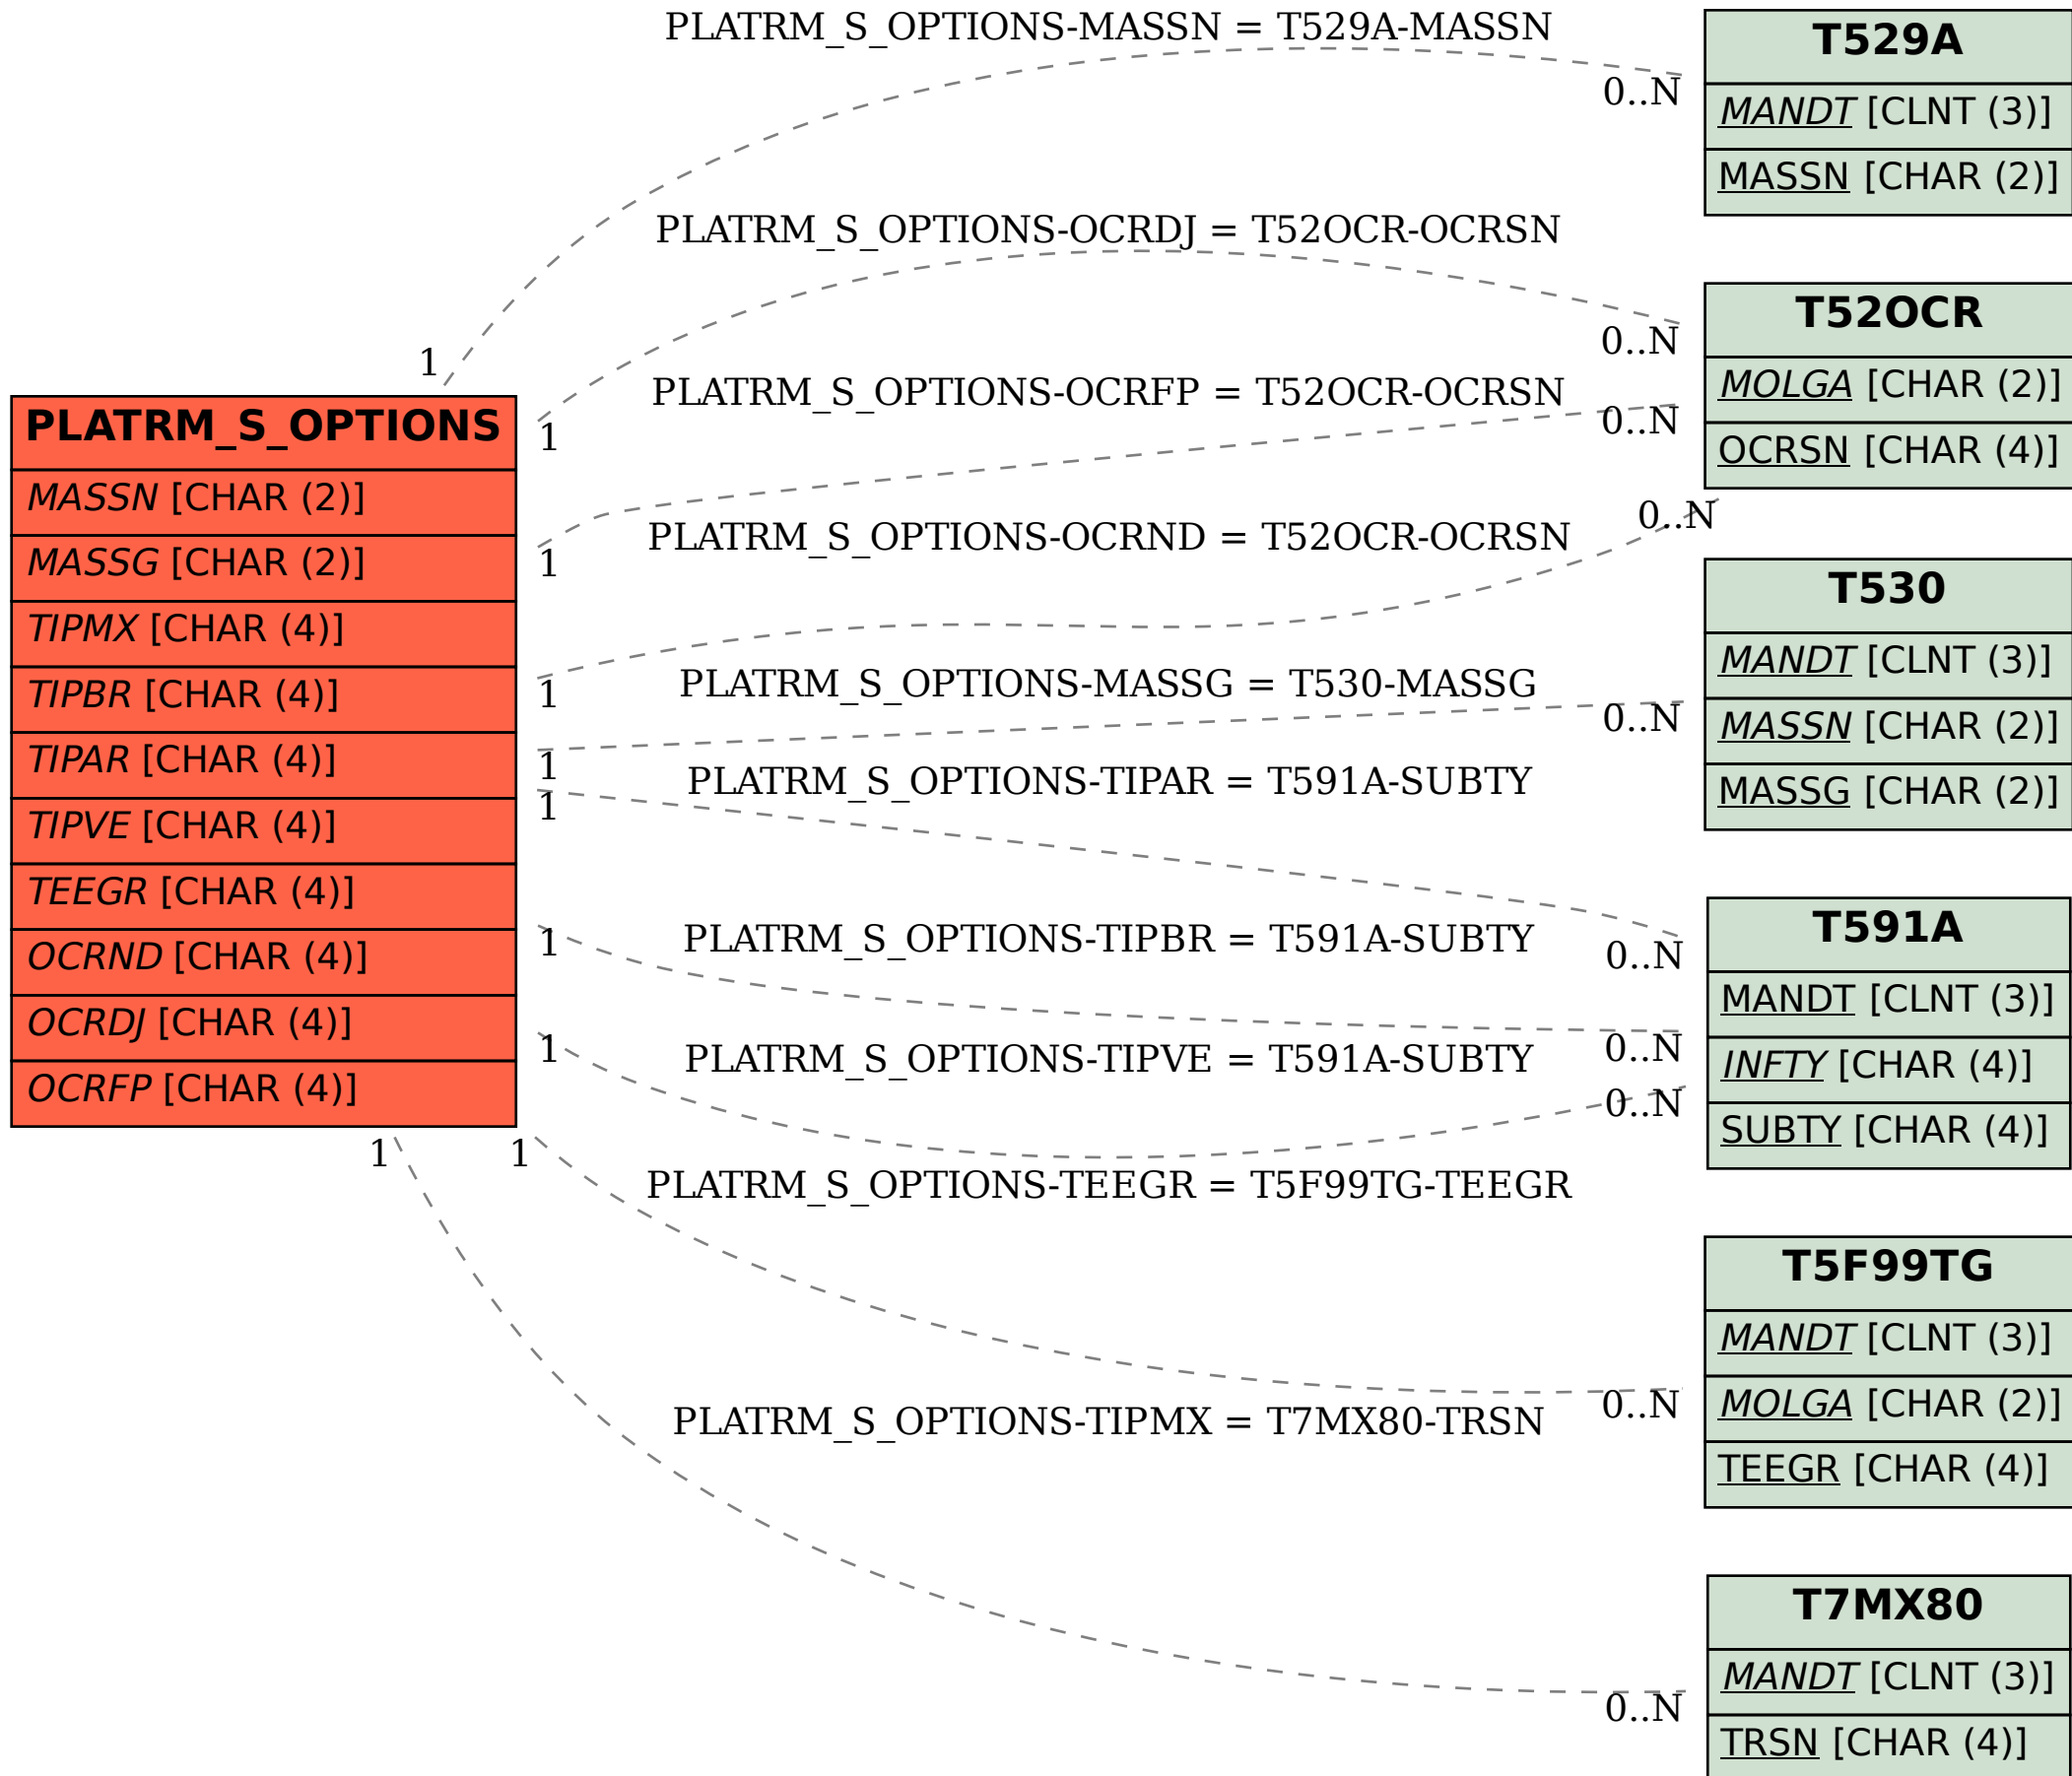 PLATRM_S_OPTIONS-MASSN = T529A-MASSN
0..N
1
PLATRM_S_OPTIONS-OCRDJ = T52OCR-OCRSN
0..N
1
PLATRM_S_OPTIONS-OCRFP = T52OCR-OCRSN
0..N
1
PLATRM_S_OPTIONS-OCRND = T52OCR-OCRSN
0..N
1
PLATRM_S_OPTIONS-MASSG = T530-MASSG
0..N
1
PLATRM_S_OPTIONS-TIPAR = T591A-SUBTY
0..N
1
PLATRM_S_OPTIONS-TIPBR = T591A-SUBTY
0..N
1
PLATRM_S_OPTIONS-TIPVE = T591A-SUBTY
0..N
1
PLATRM_S_OPTIONS-TEEGR = T5F99TG-TEEGR
0..N
1
PLATRM_S_OPTIONS-TIPMX = T7MX80-TRSN
0..N
1
PLATRM_S_OPTIONS
MASSN [CHAR (2)]
MASSG [CHAR (2)]
TIPMX [CHAR (4)]
TIPBR [CHAR (4)]
TIPAR [CHAR (4)]
TIPVE [CHAR (4)]
TEEGR [CHAR (4)]
OCRND [CHAR (4)]
OCRDJ [CHAR (4)]
OCRFP [CHAR (4)]
T529A
MANDT [CLNT (3)]
MASSN [CHAR (2)]
T52OCR
MOLGA [CHAR (2)]
OCRSN [CHAR (4)]
T530
MANDT [CLNT (3)]
MASSN [CHAR (2)]
MASSG [CHAR (2)]
T591A
MANDT [CLNT (3)]
INFTY [CHAR (4)]
SUBTY [CHAR (4)]
T5F99TG
MANDT [CLNT (3)]
MOLGA [CHAR (2)]
TEEGR [CHAR (4)]
T7MX80
MANDT [CLNT (3)]
TRSN [CHAR (4)]